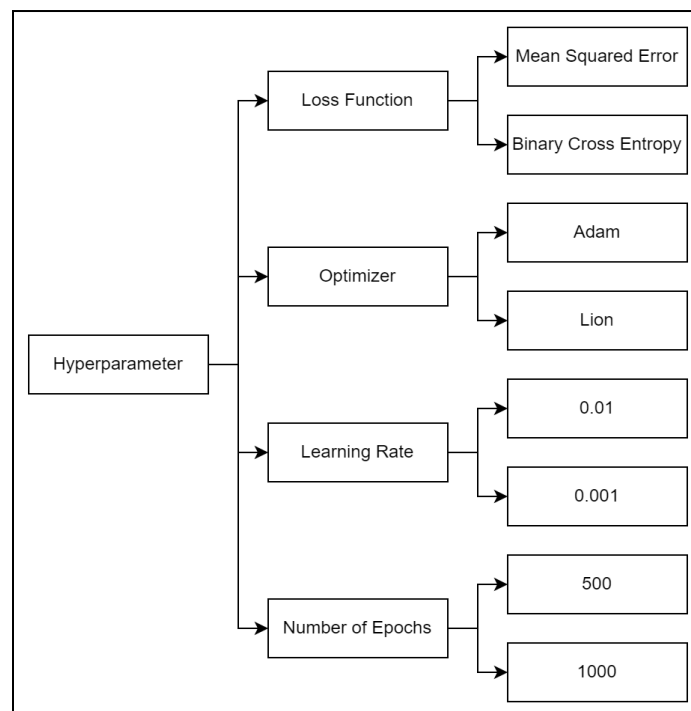 Hyperparameter
Loss Function
Mean Squared Error
Binary Cross Entropy
Optimizer
Adam
Lion
Learning Rate
0.01
0.001
Number of Epochs
500
1000